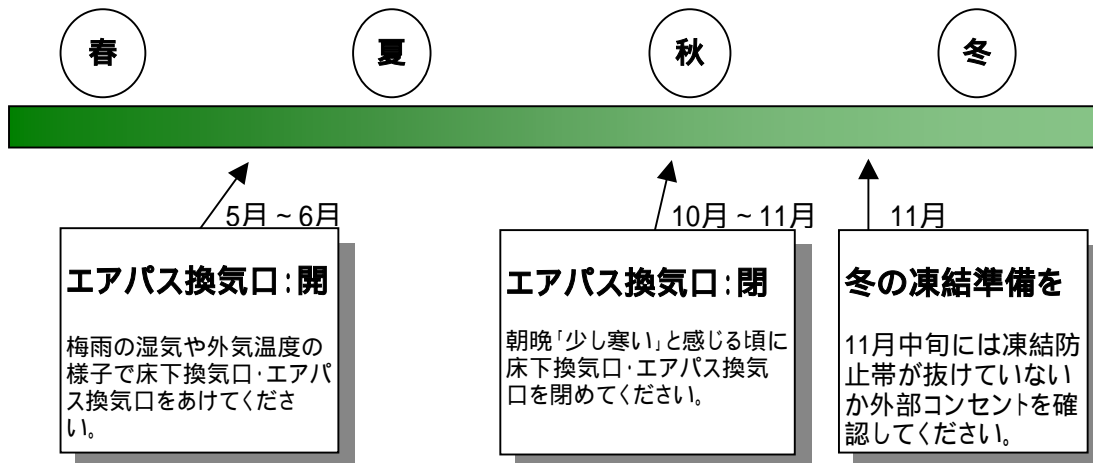 春
夏
秋
冬
5月～6月
エアパス換気口:開
梅雨の湿気や外気温度の
様子で床下換気口･エアパ
ス換気口をあけてくださ
い。
10月～11月
エアパス換気口:閉
朝晩｢少し寒い｣と感じる頃に
床下換気口･エアパス換気
口を閉めてください。
11月
冬の凍結準備を
11月中旬には凍結防
止帯が抜けていない
か外部コンセントを確
認してください。